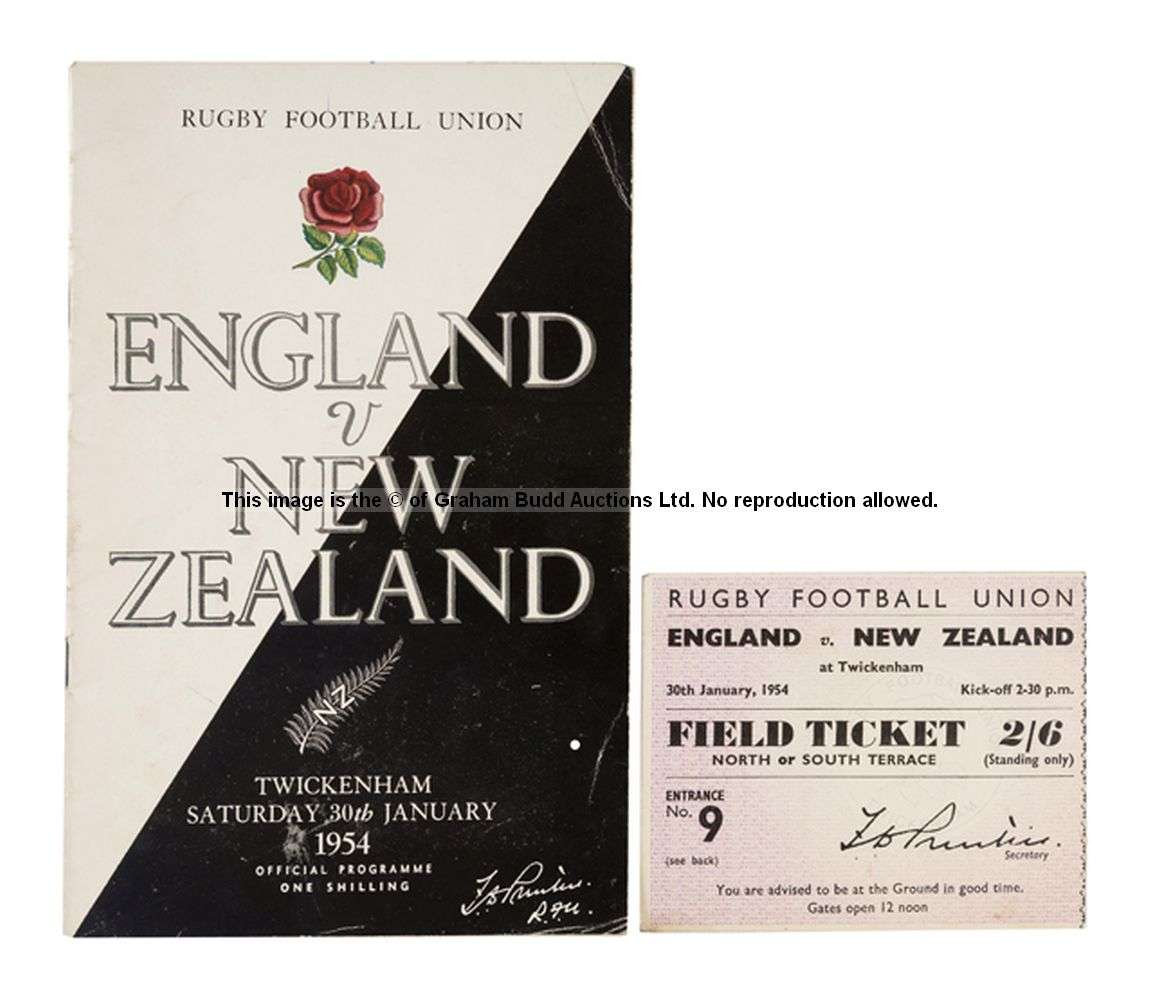 RUGBY FOOTBALL UNION
ENGLAND
v
NEW
ZEALAND
NZ
TWICKENHAM
SATURDAY 30th JANUARY
1954
OFFICIAL PROGRAMME
ONE SHILLING
R.F.U.
This image is the © of Graham Budd Auctions Ltd. No reproduction allowed.
RUGBY FOOTBALL UNION
ENGLAND v. NEW ZEALAND
at Twickenham
30th January, 1954 Kick-off 2-30 p.m.
FIELD TICKET 2/6
NORTH or SOUTH TERRACE (Standing only)
ENTRANCE
No. 9
Secretary
(see back)
You are advised to be at the Ground in good time.
Gates open 12 noon